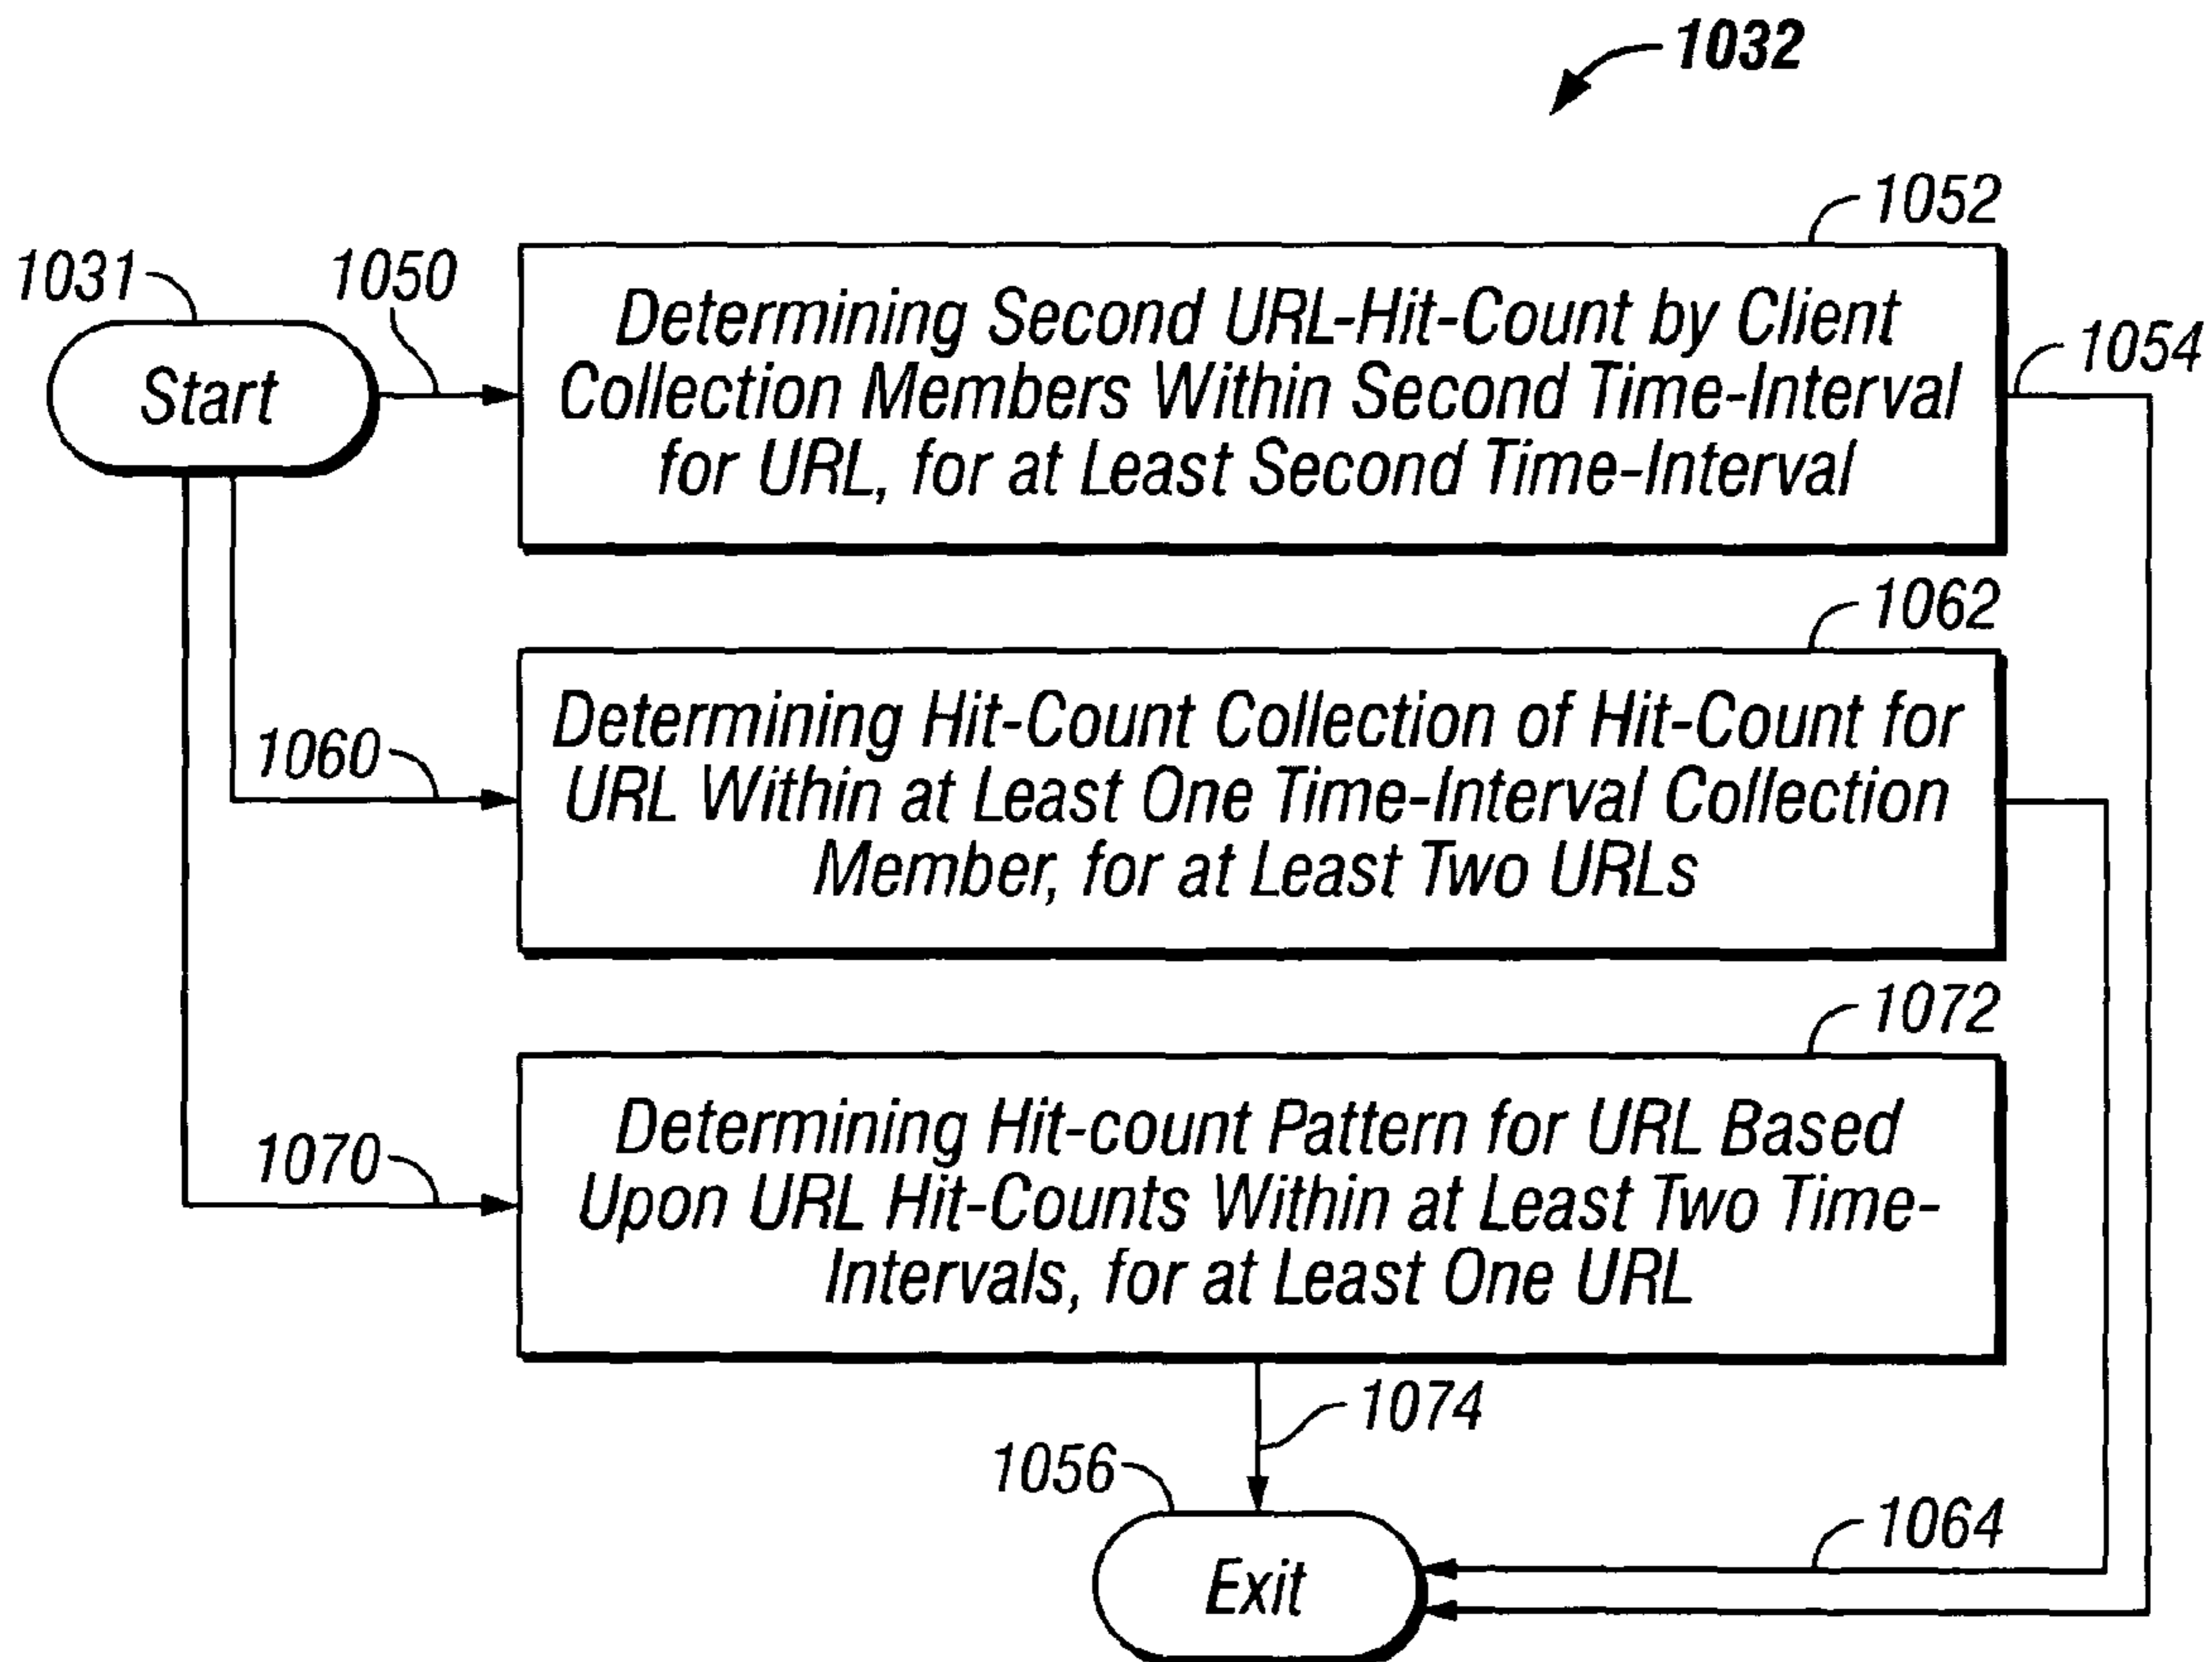 1032
1052
1031
1050
Start
Determining Second URL-Hit-Count by Client
Collection Members Within Second Time-Interval
for URL, for at Least Second Time-Interval
1054
1062
1060
Determining Hit-Count Collection of Hit-Count for
URL Within at Least One Time-Interval Collection
Member, for at Least Two URLs
1072
1070
Determining Hit-count Pattern for URL Based
Upon URL Hit-Counts Within at Least Two Time-
Intervals, for at Least One URL
1074
1056
1064
Exit